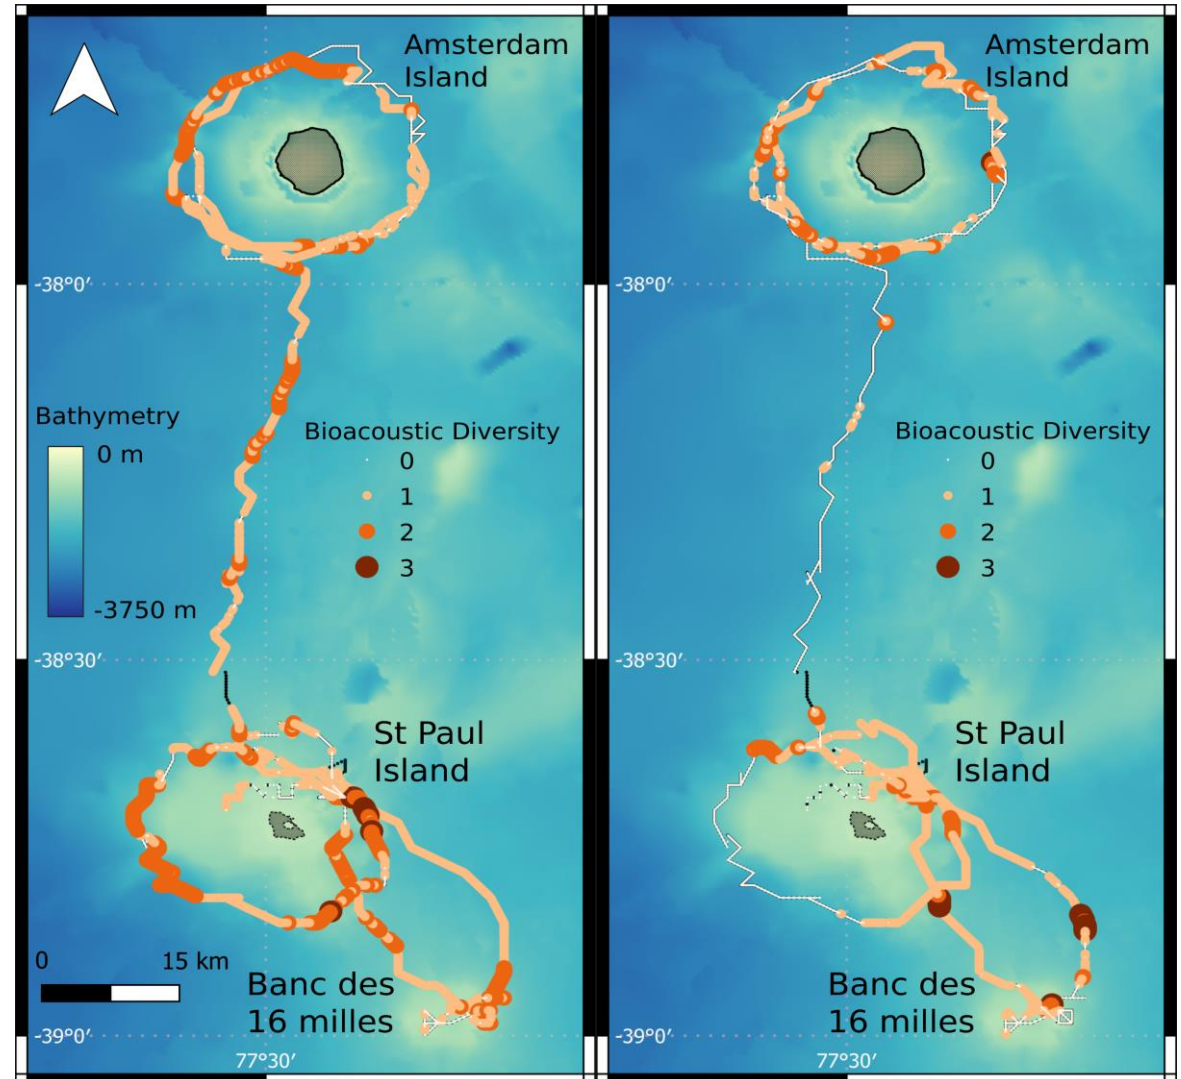 Amsterdam
Island
-38°0′
Bathymetry
0 m
-3750 m
Bioacoustic Diversity
0
1
2
3
-38°30′
St Paul
Island
0
15 km
Banc des
16 milles
-39°0′
77°30′
Amsterdam
Island
-38°0′
Bioacoustic Diversity
0
1
2
3
-38°30′
St Paul
Island
Banc des
16 milles
-39°0′
77°30′